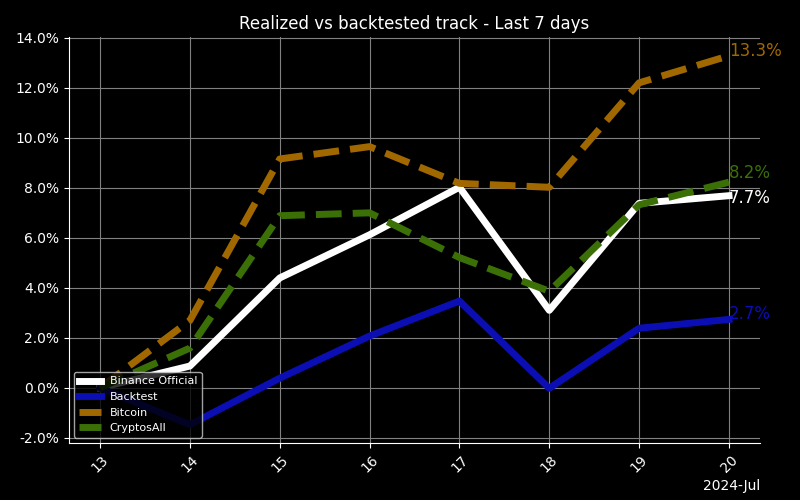 Realized vs backtested track - Last 7 days
14.0%
12.0%
10.0%
8.0%
6.0%
4.0%
2.0%
0.0%
-2.0%
13.3%
8.2%
7.7%
2.7%
Binance Official
Backtest
Bitcoin
CryptosAll
13 14 15 16 17 18 19 20
2024-Jul